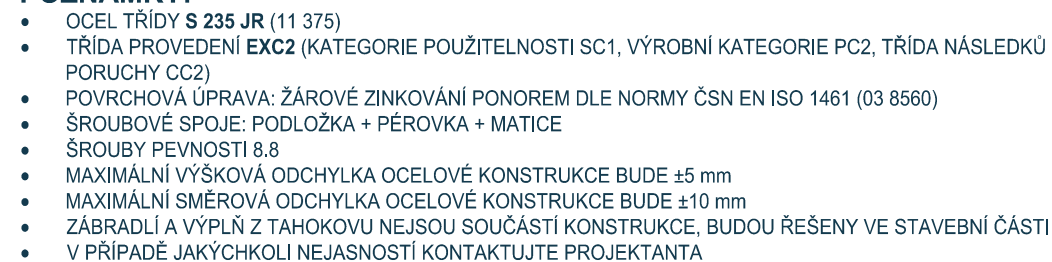 • OCEL TŘÍDY S 235 JR (11 375)
• TŘÍDA PROVEDENÍ EXC2 (KATEGORIE POUŽITELNOSTI SC1, VÝROBNÍ KATEGORIE PC2, TŘÍDA NÁSLEDKŮ
PORUCHY CC2)
• POVRCHOVÁ ÚPRAVA: ŽÁROVÉ ZINKOVÁNÍ PONOREM DLE NORMY ČSN EN ISO 1461 (03 8560)
• ŠROUBOVÉ SPOJE: PODLOŽKA + PÉROVKA + MATICE
• ŠROUBY PEVNOSTI 8.8
• MAXIMÁLNÍ VÝŠKOVÁ ODCHYLKA OCELOVÉ KONSTRUKCE BUDE ±5 mm
• MAXIMÁLNÍ SMĚROVÁ ODCHYLKA OCELOVÉ KONSTRUKCE BUDE ±10 mm
• ZÁBRADLÍ A VÝPLŇ Z TAHOKOVU NEJSOU SOUČÁSTÍ KONSTRUKCE, BUDOU ŘEŠENY VE STAVEBNÍ ČÁSTI
• V PŘÍPADĚ JAKÝCHKOLI NEJASNOSTÍ KONTAKTUJTE PROJEKTANTA